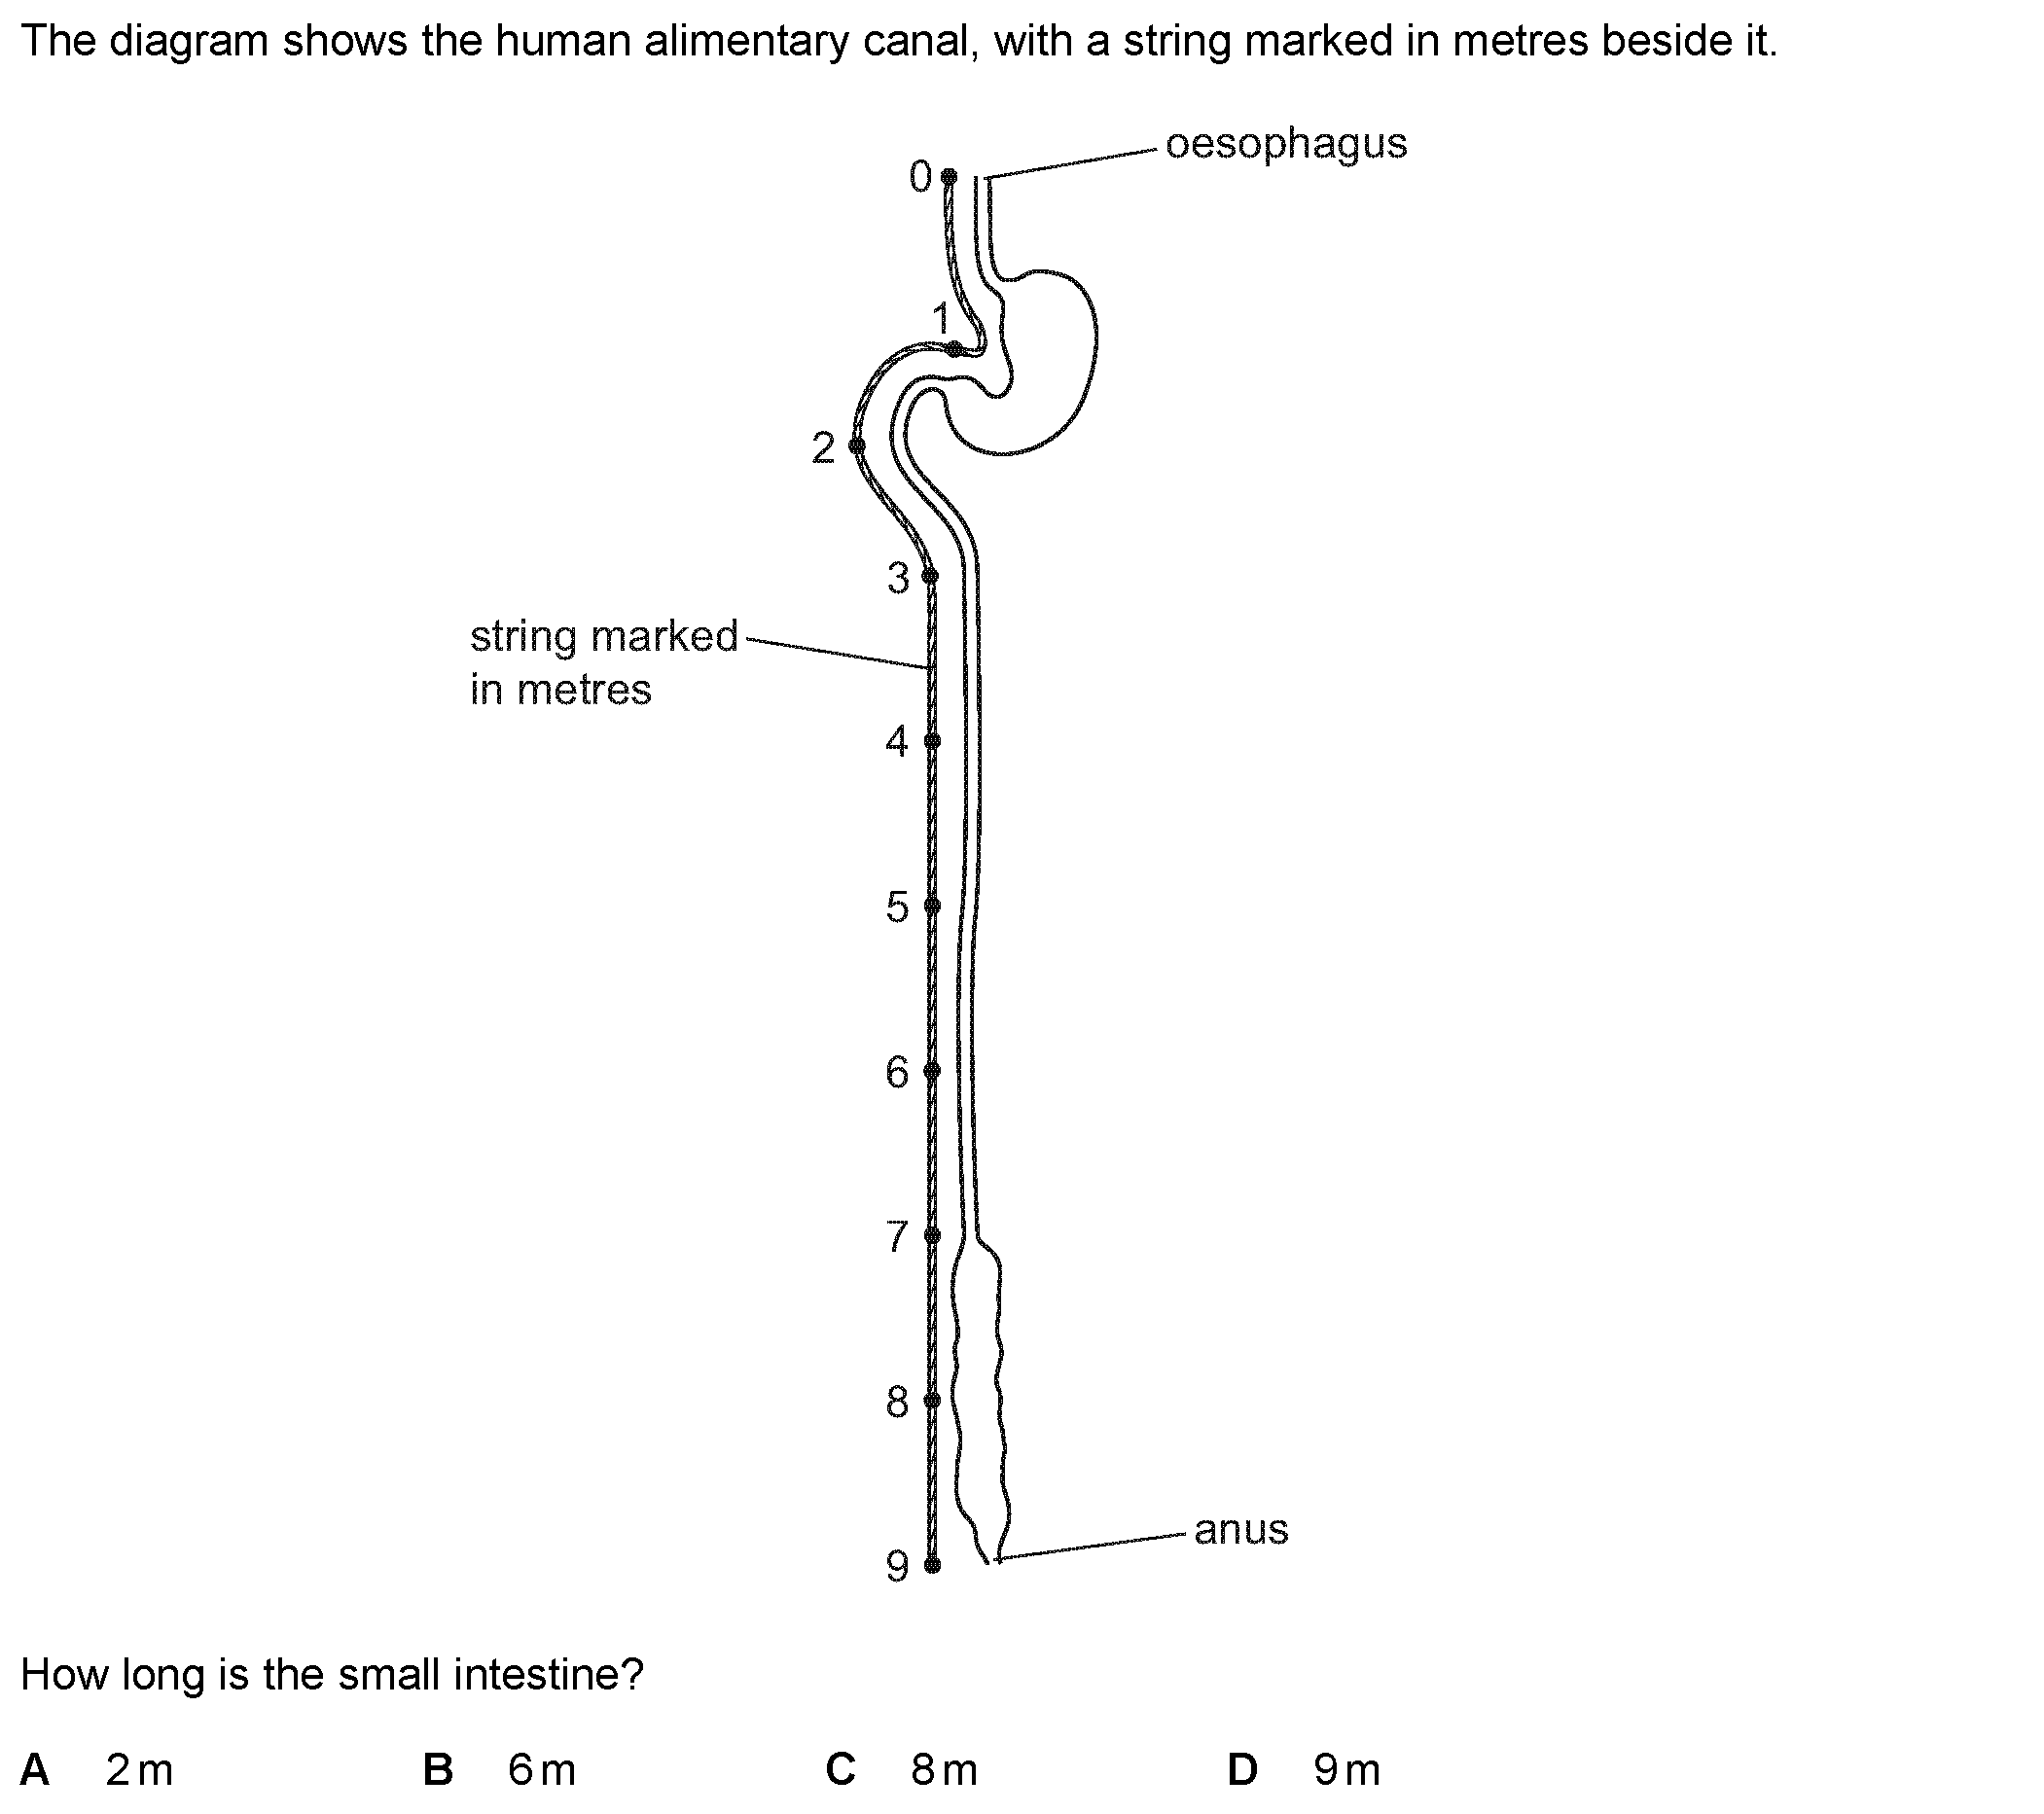 The diagram shows the human alimentary canal, with a string marked in metres beside it.
oesophagus
0
1
2
3
string marked
in metres
4
5
6
7
8
anus
9
How long is the small intestine?
A 2 m B 6 m C 8 m D 9 m